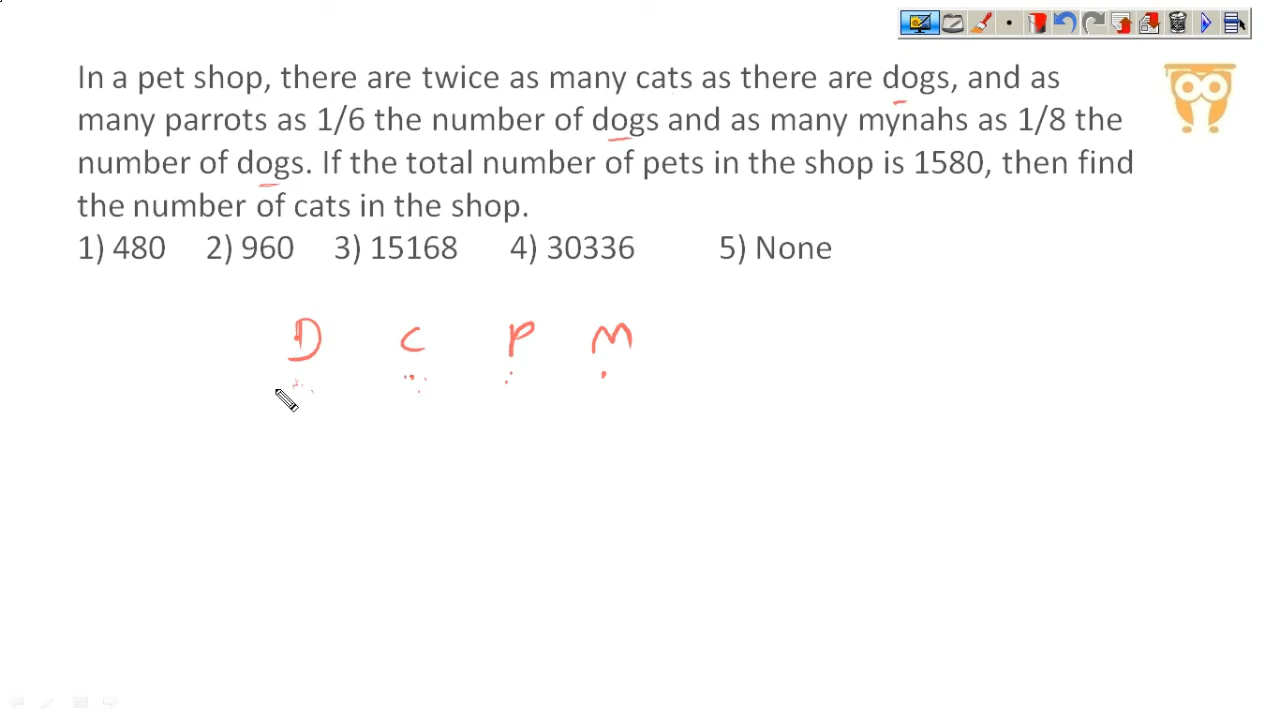 In a pet shop, there are twice as many cats as there are dogs, and as
many parrots as 1/6 the number of dogs and as many mynahs as 1/8 the
number of dogs. If the total number of pets in the shop is 1580, then find
the number of cats in the shop.
1) 480 2) 960 3) 15168 4) 30336 5) None
D C P M